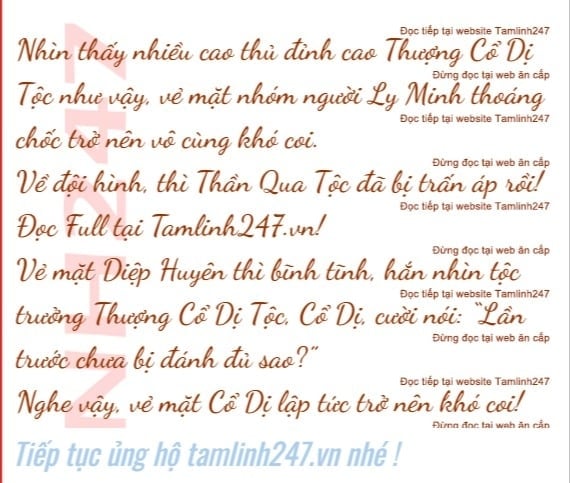 Đọc tiếp tại website Tamlinh247
Nhìn thấy nhiều cao thủ đỉnh cao Thượng Cổ Dị
Đừng đọc tại web ăn cắp
Tộc như vậy, vẻ mặt nhóm người Ly Minh thoáng
Đọc tiếp tại website Tamlinh247
chốc trở nên vô cùng khó coi.
Đừng đọc tại web ăn cắp
Về đội hình, thì Thần Qua Tộc đã bị trấn áp rồi!
Đọc tiếp tại website Tamlinh247
Đọc Full tại Tamlinh247.vn!
Đừng đọc tại web ăn cắp
Vẻ mặt Diệp Huyên thì bình tĩnh, hắn nhìn tộc
Đọc tiếp tại website Tamlinh247
trưởng Thượng Cổ Dị Tộc, Cổ Dị, cười nói: "Lần
Đừng đọc tại web ăn cắp
trước chưa bị đánh đủ sao?"
Đọc tiếp tại website Tamlinh247
Nghe vậy, vẻ mặt Cổ Dị lập tức trở nên khó coi!
Đừng đọc tại web ăn cắp
Tiếp tục ủng hộ tamlinh247.vn nhé !
NH247